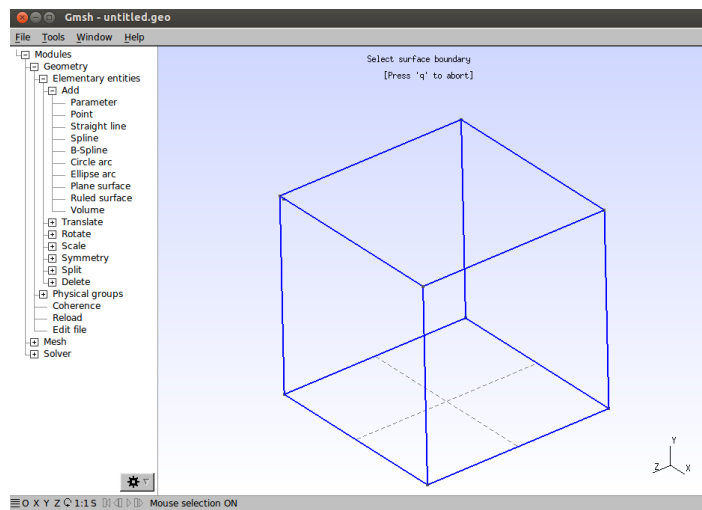 Gmsh - untitled.geo
File Tools Window Help
Modules
Geometry
Elementary entities
Add
Parameter
Point
Straight line
Spline
B-Spline
Circle arc
Ellipse arc
Plane surface
Ruled surface
Volume
Translate
Rotate
Scale
Symmetry
Split
Delete
Physical groups
Coherence
Reload
Edit file
Mesh
Solver
Select surface boundary
[Press 'q' to abort]
Y
Z
X
O X Y Z 1:1 S Mouse selection ON